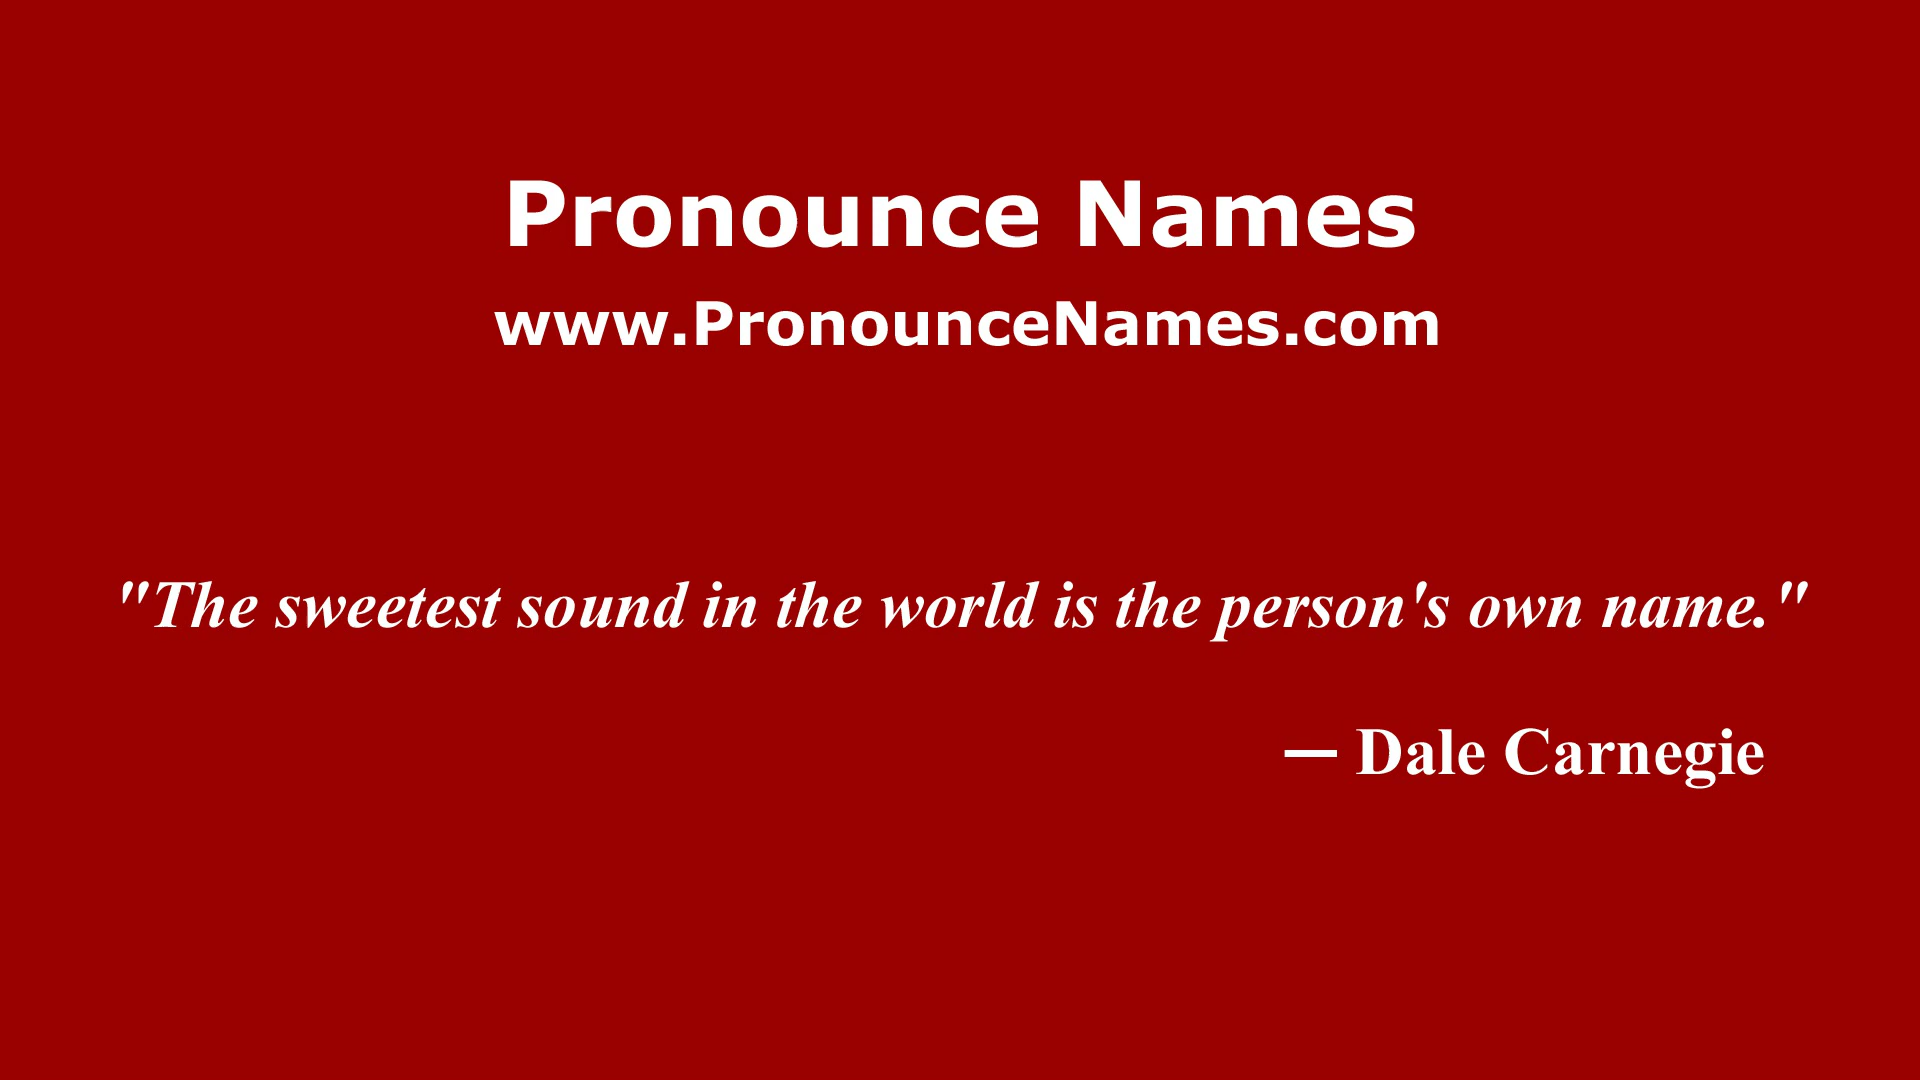 Pronounce Names
www.PronounceNames.com
"The sweetest sound in the world is the person's own name."
— Dale Carnegie